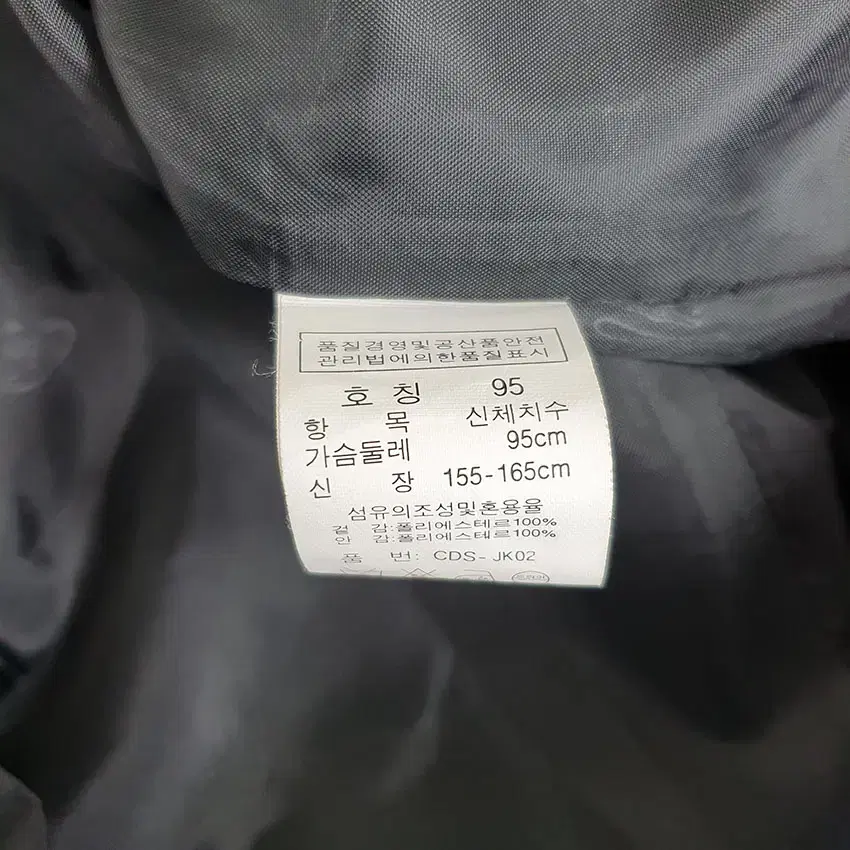 품질경영및공산품안전
관리법에의한품질표시
호 칭 95
항 목 신체치수
가슴둘레 95cm
신 장 155-165cm
섬유의조성및혼용율
겉 감:폴리에스테르100%
안 감:폴리에스테르100%
품 번: CDS-JK02